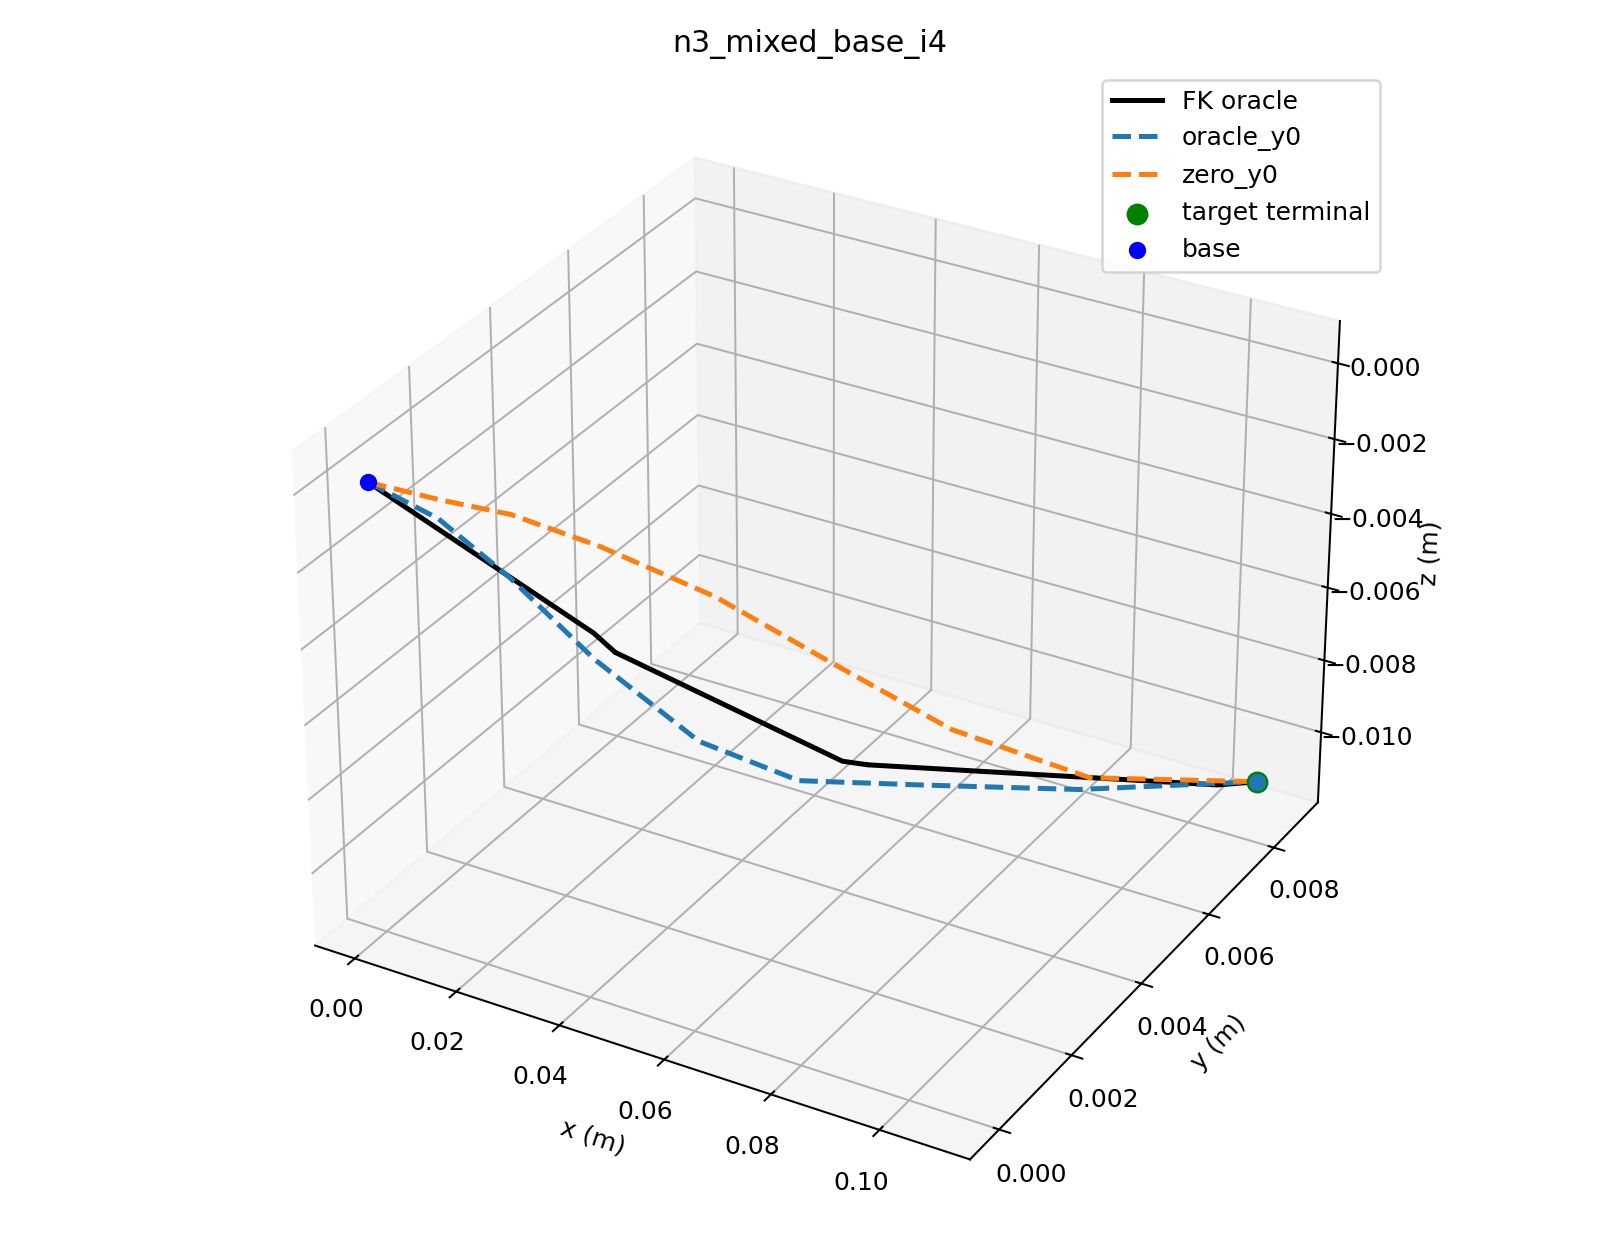 n3_mixed_base_i4
FK oracle
oracle_y0
zero_y0
target terminal
base
0.000
−0.002
−0.004
−0.006
−0.008
−0.010
z (m)
0.008
0.006
0.004
0.002
0.000
y (m)
0.00
0.02
0.04
0.06
0.08
0.10
x (m)